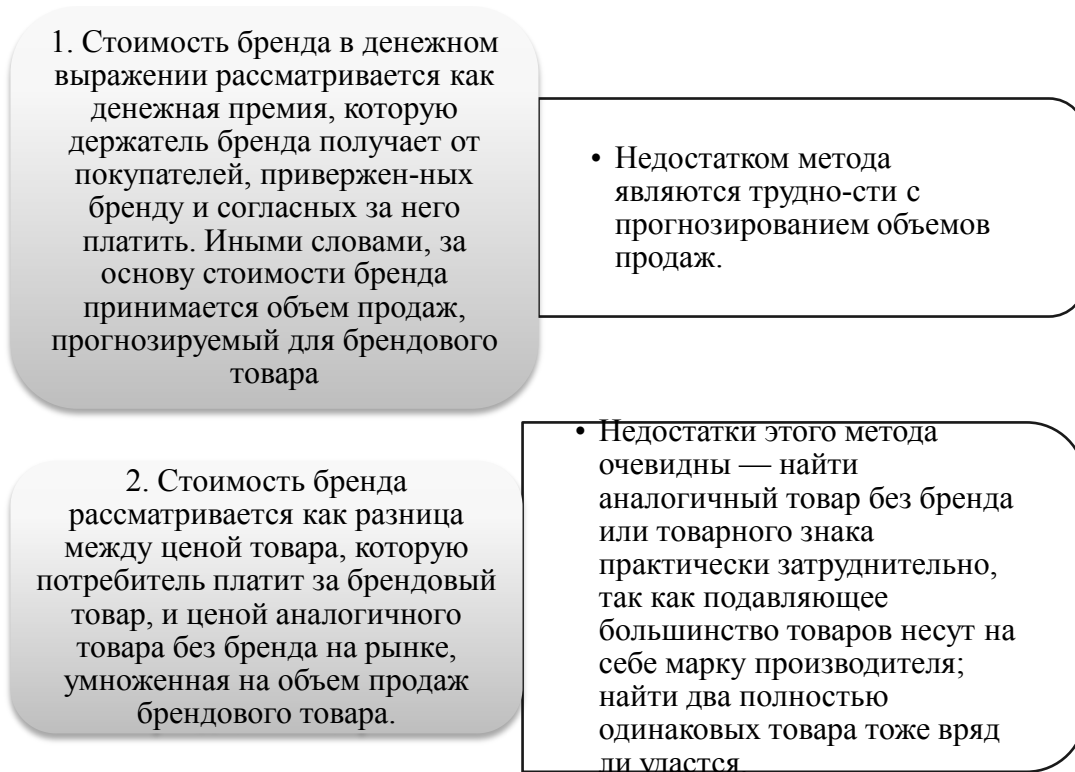 1. Стоимость бренда в денежном
выражении рассматривается как
денежная премия, которую
держатель бренда получает от
покупателей, привержен-ных
бренду и согласных за него
платить. Иными словами, за
основу стоимости бренда
принимается объем продаж,
прогнозируемый для брендового
товара
• Недостатком метода
являются трудно-сти с
прогнозированием объемов
продаж.
2. Стоимость бренда
рассматривается как разница
между ценой товара, которую
потребитель платит за брендовый
товар, и ценой аналогичного
товара без бренда на рынке,
умноженная на объем продаж
брендового товара.
• Недостатки этого метода
очевидны — найти
аналогичный товар без бренда
или товарного знака
практически затруднительно,
так как подавляющее
большинство товаров несут на
себе марку производителя;
найти два полностью
одинаковых товара тоже вряд
ли удастся